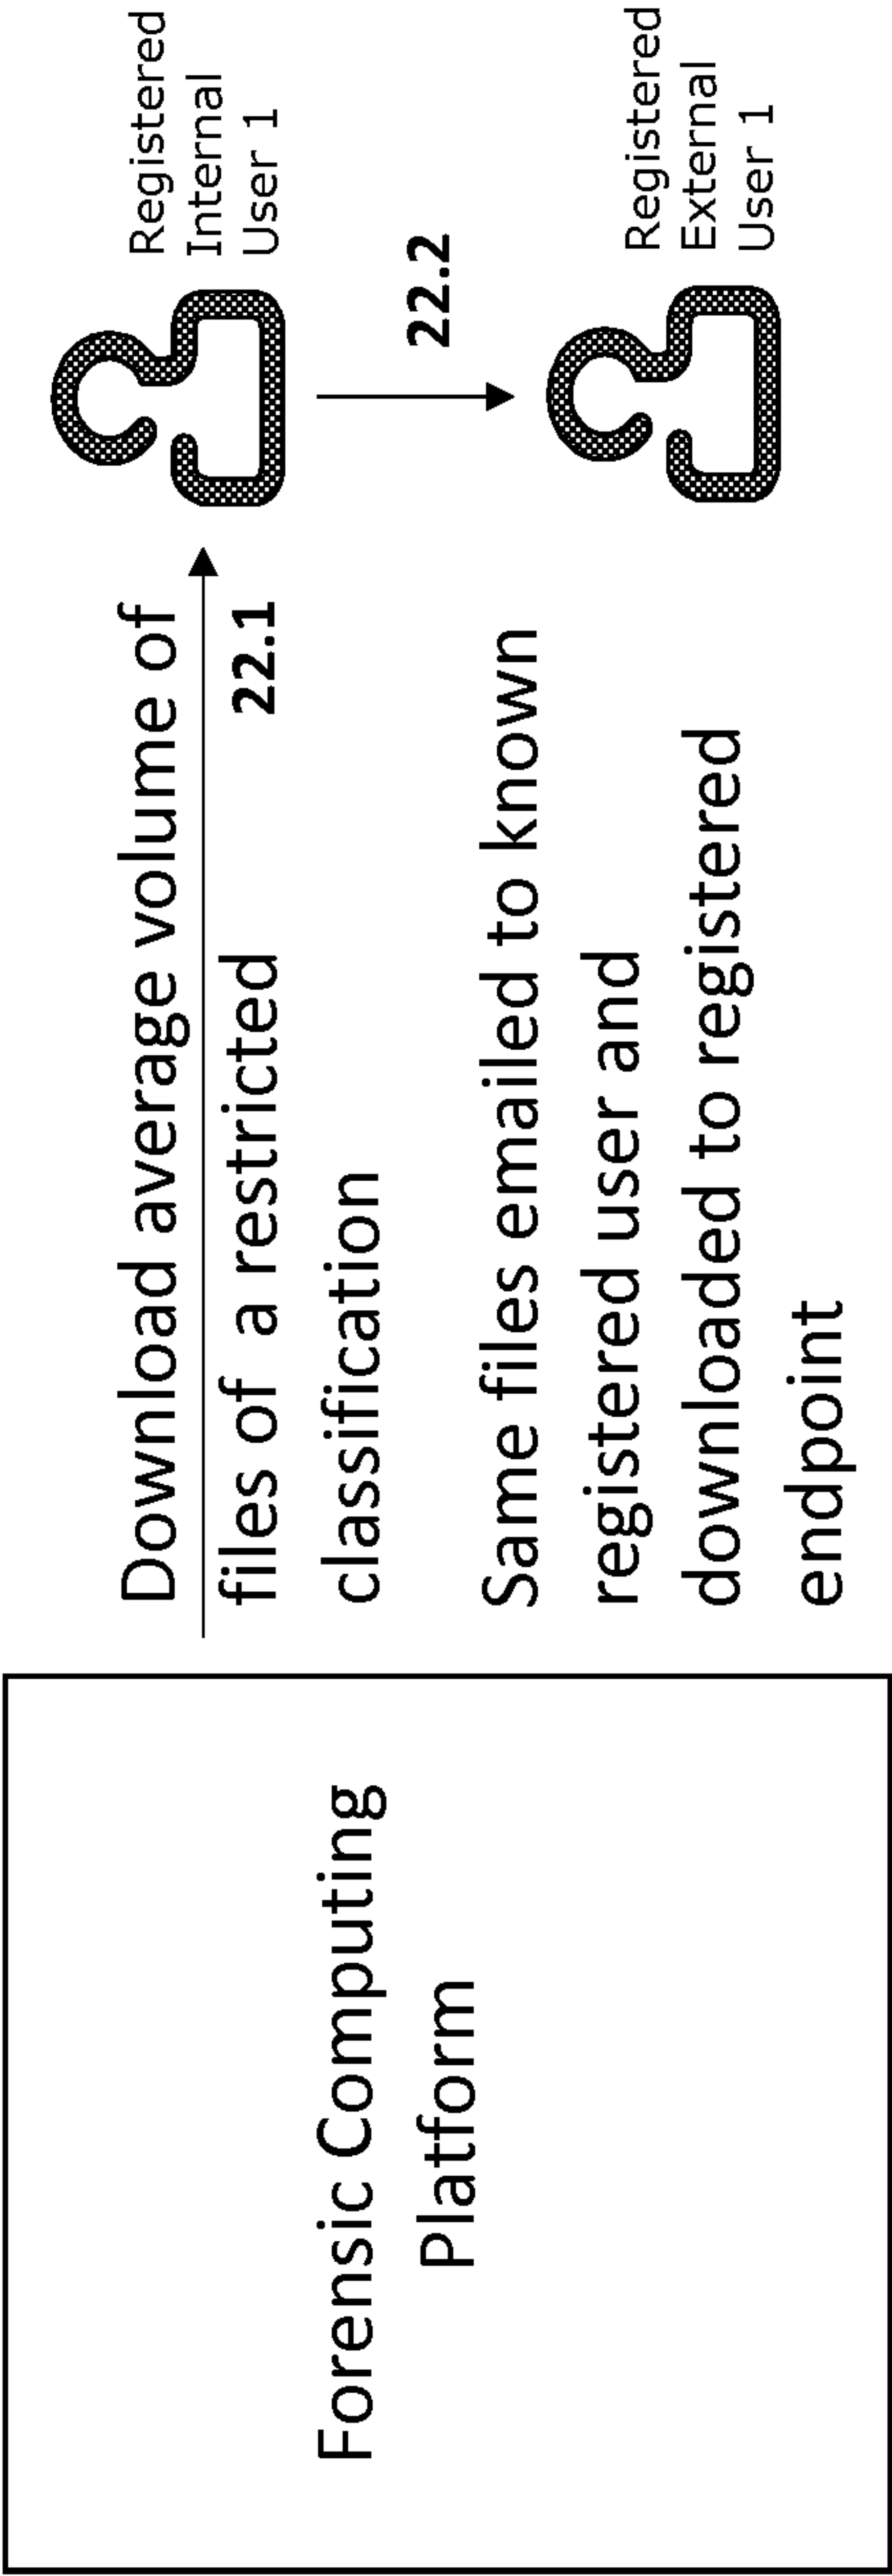 Forensic Computing
Platform
Download average volume of
files of a restricted
classification
22.1
Registered
Internal
User 1
Same files emailed to known
registered user and
downloaded to registered
endpoint
22.2
Registered
External
User 1